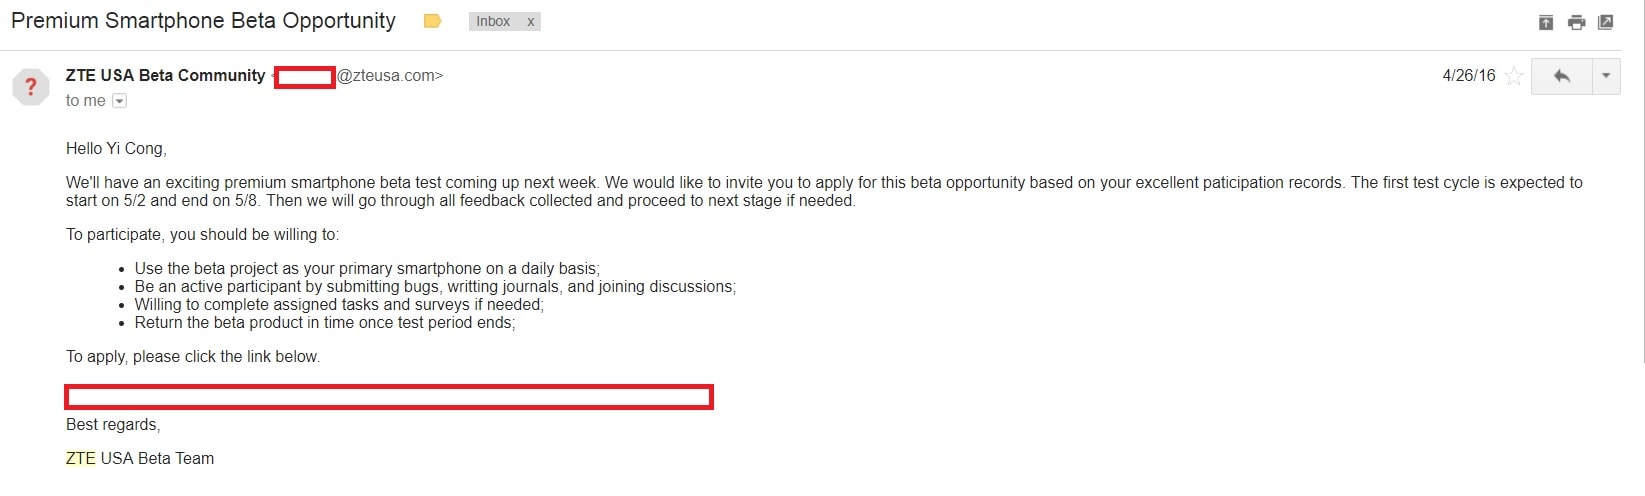 Premium Smartphone Beta Opportunity Inbox x
ZTE USA Beta Community < @zteusa.com> 4/26/16
to me
Hello Yi Cong,
We'll have an exciting premium smartphone beta test coming up next week. We would like to invite you to apply for this beta opportunity based on your excellent paticipation records. The first test cycle is expected to
start on 5/2 and end on 5/8. Then we will go through all feedback collected and proceed to next stage if needed.
To participate, you should be willing to:
• Use the beta project as your primary smartphone on a daily basis;
• Be an active participant by submitting bugs, writting journals, and joining discussions;
• Willing to complete assigned tasks and surveys if needed;
• Return the beta product in time once test period ends;
To apply, please click the link below.
Best regards,
ZTE USA Beta Team